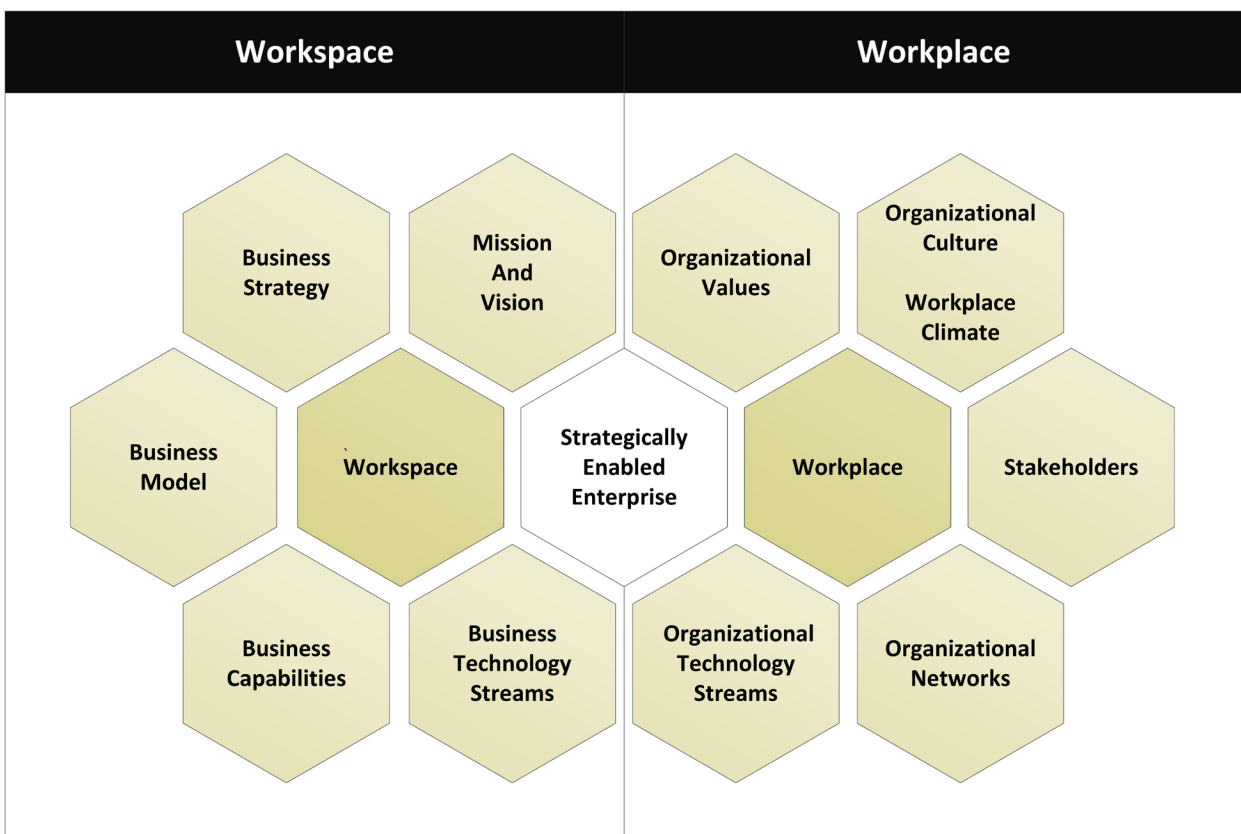 Workspace
Workplace
Business
Strategy
Mission
And
Vision
Organizational
Values
Organizational
Culture
Workplace
Climate
Business
Model
`Workspace
Strategically
Enabled
Enterprise
Workplace
Stakeholders
Business
Capabilities
Business
Technology
Streams
Organizational
Technology
Streams
Organizational
Networks